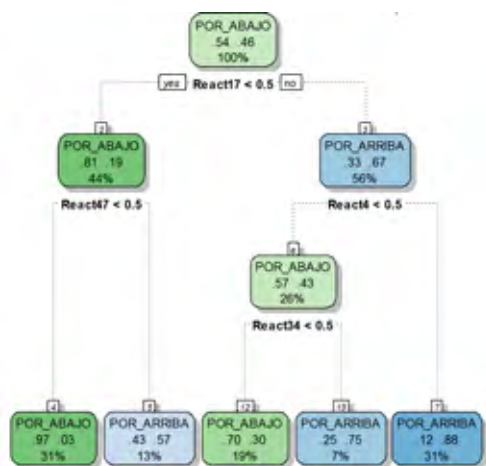 POR_ABAJO
.54 .46
100%
yes React17 < 0.5 no
2
3
POR_ABAJO
.81 .19
44%
POR_ARRIBA
.33 .67
56%
React47 < 0.5
React4 < 0.5
6
POR_ABAJO
.57 .43
26%
React34 < 0.5
4
5
12
13
7
POR_ABAJO
.97 .03
31%
POR_ARRIBA
.43 .57
13%
POR_ABAJO
.70 .30
19%
POR_ARRIBA
.25 .75
7%
POR_ARRIBA
.12 .88
31%